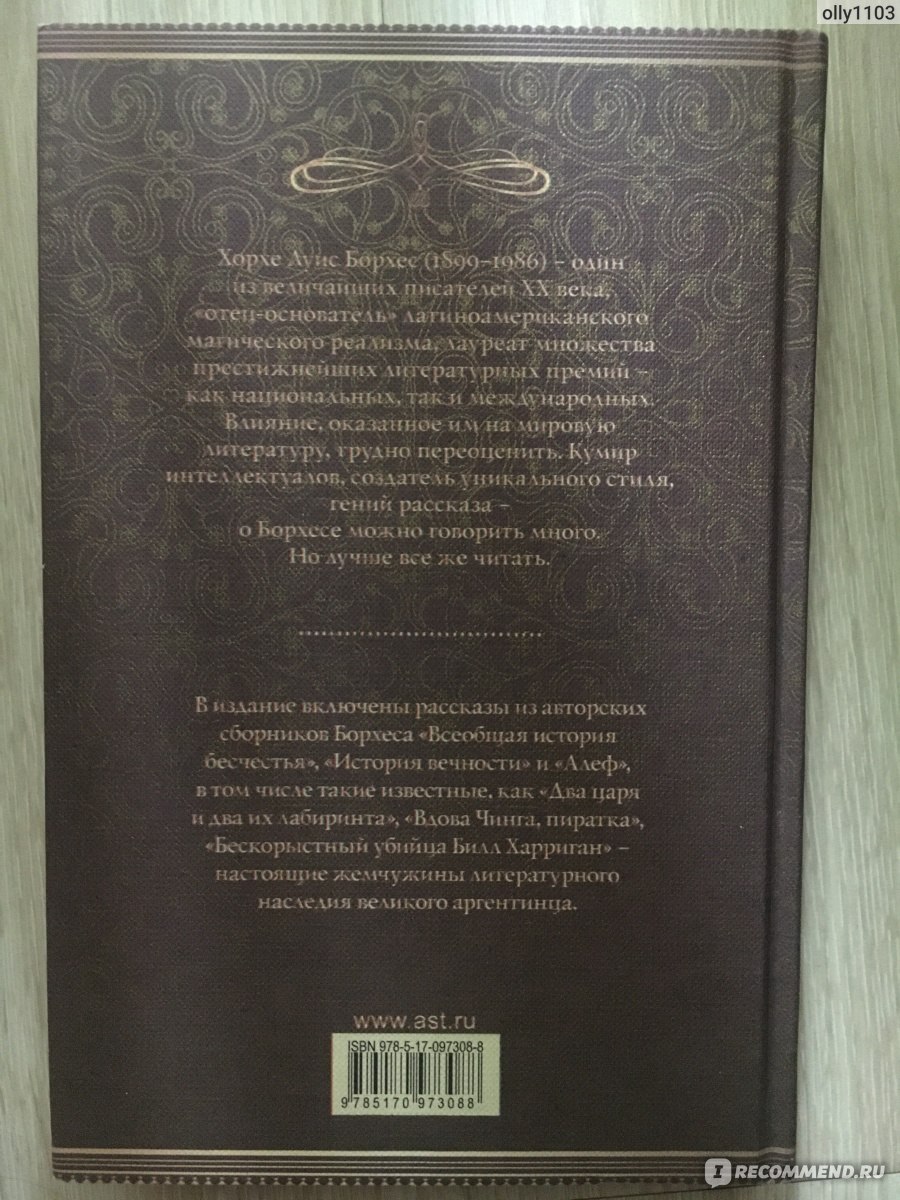 olly1103
Хорхе Луис Борхес (1899–1986) – один
из величайших писателей XX века,
«отец-основатель» латиноамериканского
магического реализма, лауреат множества
престижнейших литературных премий –
как национальных, так и международных.
Влияние, оказанное им на мировую
литературу, трудно переоценить. Кумир
интеллектуалов, создатель уникального стиля,
гений рассказа –
о Борхесе можно говорить много.
Но лучше все же читать.
В издание включены рассказы из авторских
сборников Борхеса «Всеобщая история
бесчестья», «История вечности» и «Алеф»,
в том числе такие известные, как «Два царя
и два их лабиринта», «Вдова Чинга, пиратка»,
«Бескорыстный убийца Билл Харриган» –
настоящие жемчужины литературного
наследия великого аргентинца.
www.ast.ru
ISBN 978-5-17-097308-8
9 785170 973088
IRECOMMEND.RU